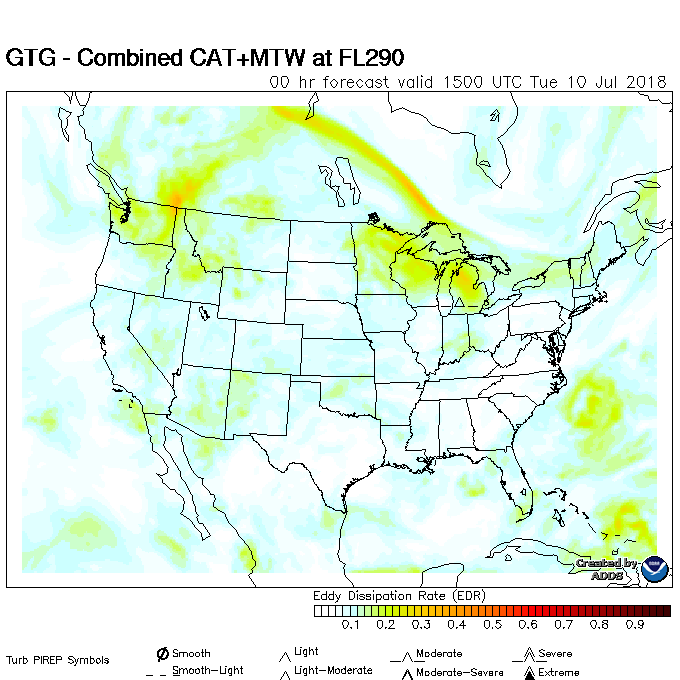 GTG - Combined CAT+MTW at FL290
00 hr forecast valid 1500 UTC Tue 10 Jul 2018
Created by
ADDS
NOAA
Eddy Dissipation Rate (EDR)
0.1 0.2 0.3 0.4 0.5 0.6 0.7 0.8 0.9
Turb PIREP Symbols
Smooth Light Moderate Severe
Smooth-Light Light-Moderate Moderate-Severe Extreme